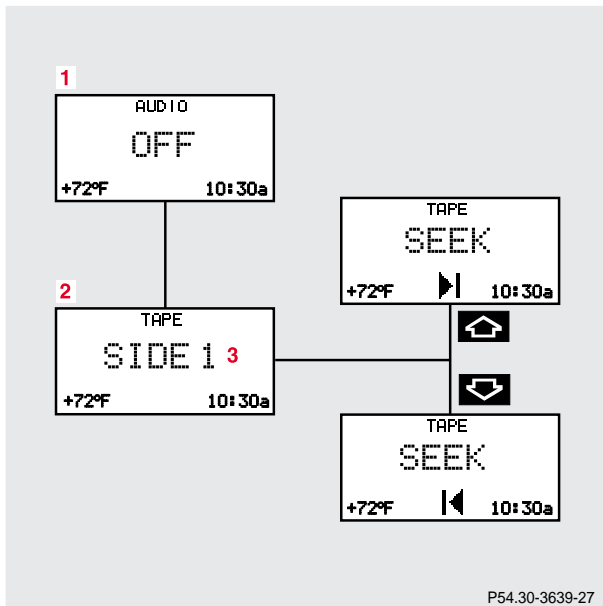 1
AUDIO
OFF
+72°F 10:30a
2
TAPE
SIDE 1 3
+72°F 10:30a
TAPE
SEEK
+72°F 10:30a
TAPE
SEEK
+72°F 10:30a
P54.30-3639-27